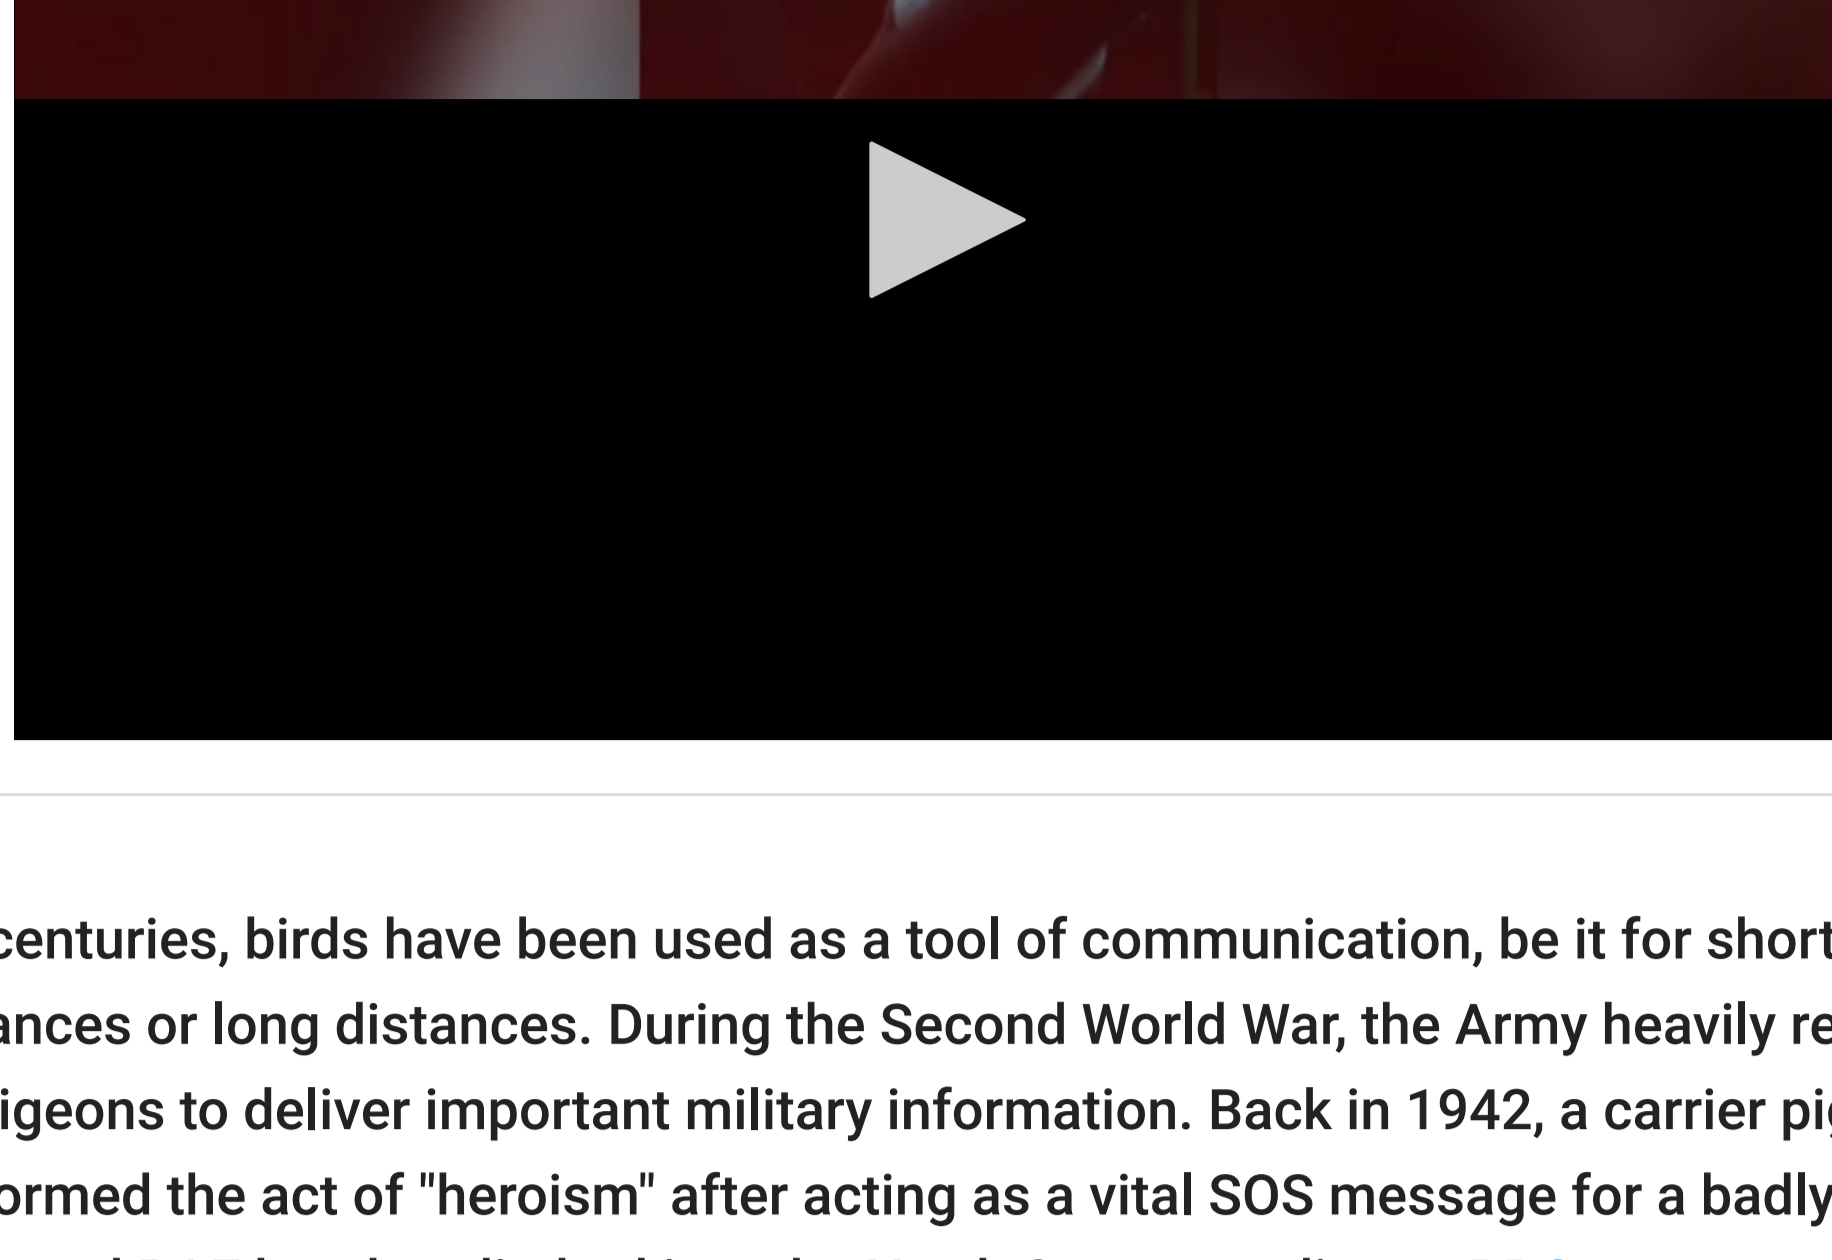 centuries, birds have been used as a tool of communication, be it for short
ances or long distances. During the Second World War, the Army heavily re
igeons to deliver important military information. Back in 1942, a carrier pig
ormed the act of "heroism" after acting as a vital SOS message for a badly